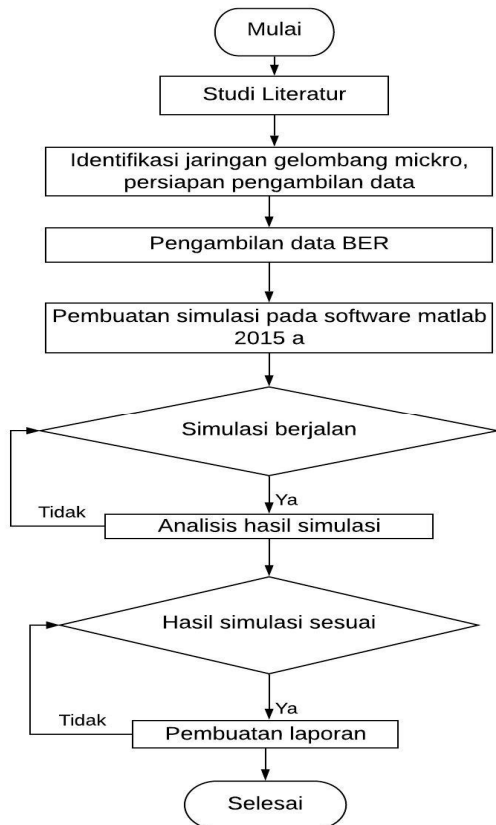 Mulai
Studi Literatur
Identifikasi jaringan gelombang mickro,
persiapan pengambilan data
Pengambilan data BER
Pembuatan simulasi pada software matlab
2015 a
Simulasi berjalan
Ya
Tidak
Analisis hasil simulasi
Hasil simulasi sesuai
Ya
Tidak
Pembuatan laporan
Selesai